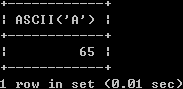 +------------+
¦ ASCII('A') ¦
+------------+
¦         65 ¦
+------------+
1 row in set (0.01 sec)